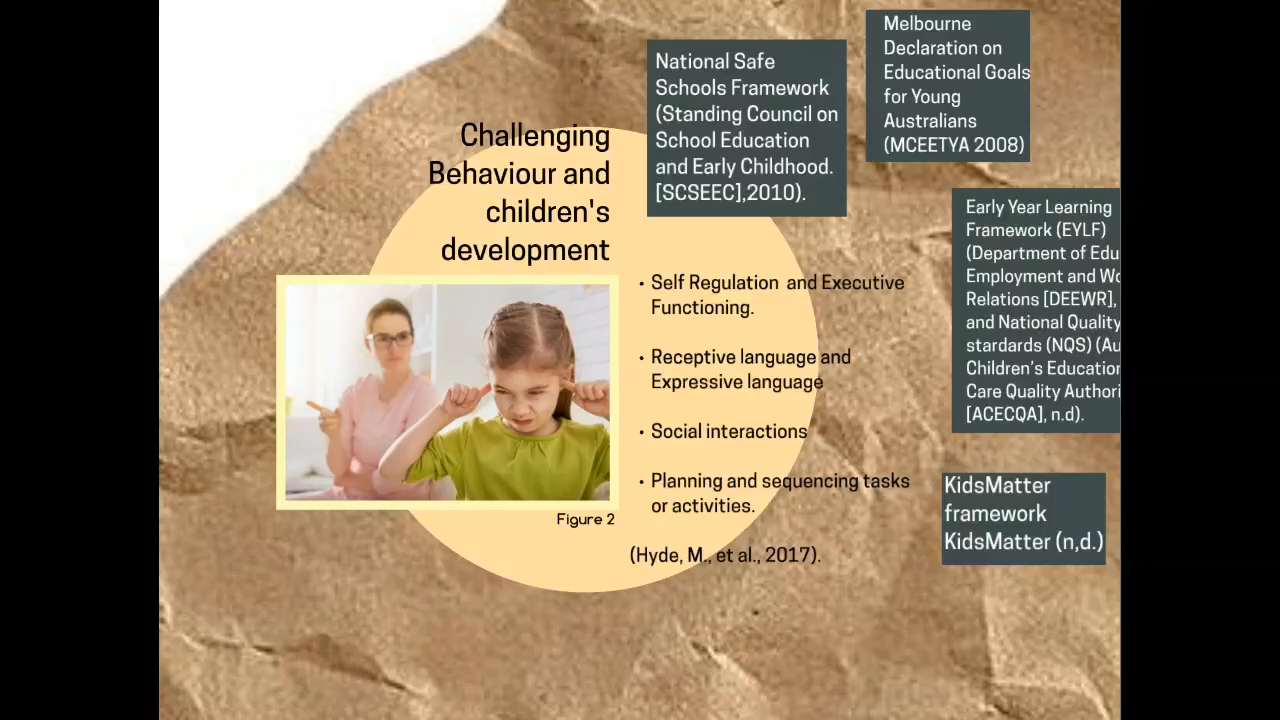 Challenging
Behaviour and
children's
development
Figure 2
National Safe
Schools Framework
(Standing Council on
School Education
and Early Childhood.
[SCSEEC],2010).
Melbourne
Declaration on
Educational Goals
for Young
Australians
(MCEETYA 2008)
• Self Regulation and Executive
Functioning.
• Receptive language and
Expressive language
• Social interactions
• Planning and sequencing tasks
or activities.
(Hyde, M., et al., 2017).
Early Year Learning
Framework (EYLF)
(Department of Edu
Employment and Wo
Relations [DEEWR],
and National Quality
stardards (NQS) (Au
Children's Education
Care Quality Authori
[ACECQA], n.d).
KidsMatter
framework
KidsMatter (n,d.)